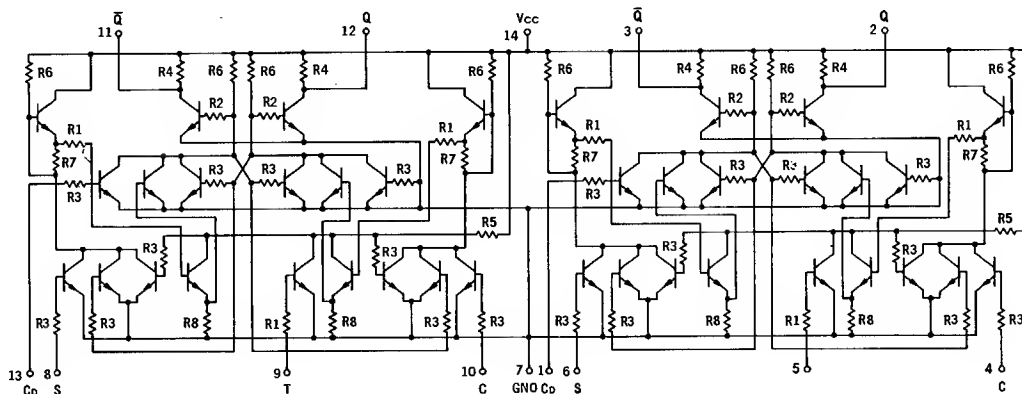 Q̄ Q Vcc Q̄ Q
11 12 14 3 2
R6 R4 R6 R6 R4 R6 R6 R4 R6 R6 R4 R6
R2 R2 R2 R2
R1 R1 R1 R1
R7 R7 R7 R7
R3 R3 R3 R3 R3 R3 R3 R3
R5 R5
R3 R3 R3 R3
R3 R3 R8 R1 R8 R3 R3 R3 R3 R8 R1 R8 R3 R3
13 8 9 10 7 1 6 5 4
CD S T C GND CD S C